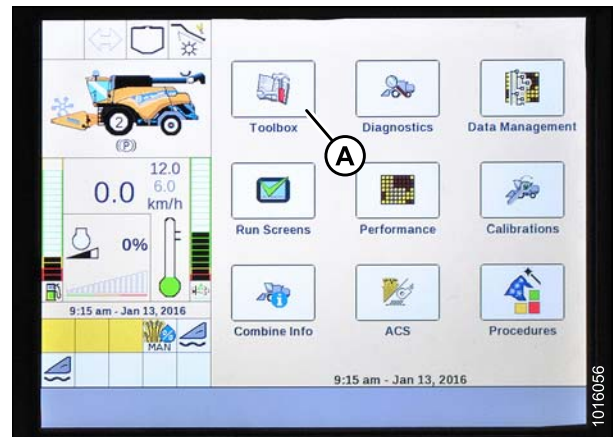 Toolbox
Diagnostics
Data Management
A
2
(P)
12.0
6.0
0.0 km/h
Run Screens
Performance
Calibrations
0%
9:15 am - Jan 13, 2016
MAN
Combine Info
ACS
Procedures
9:15 am - Jan 13, 2016
1016056